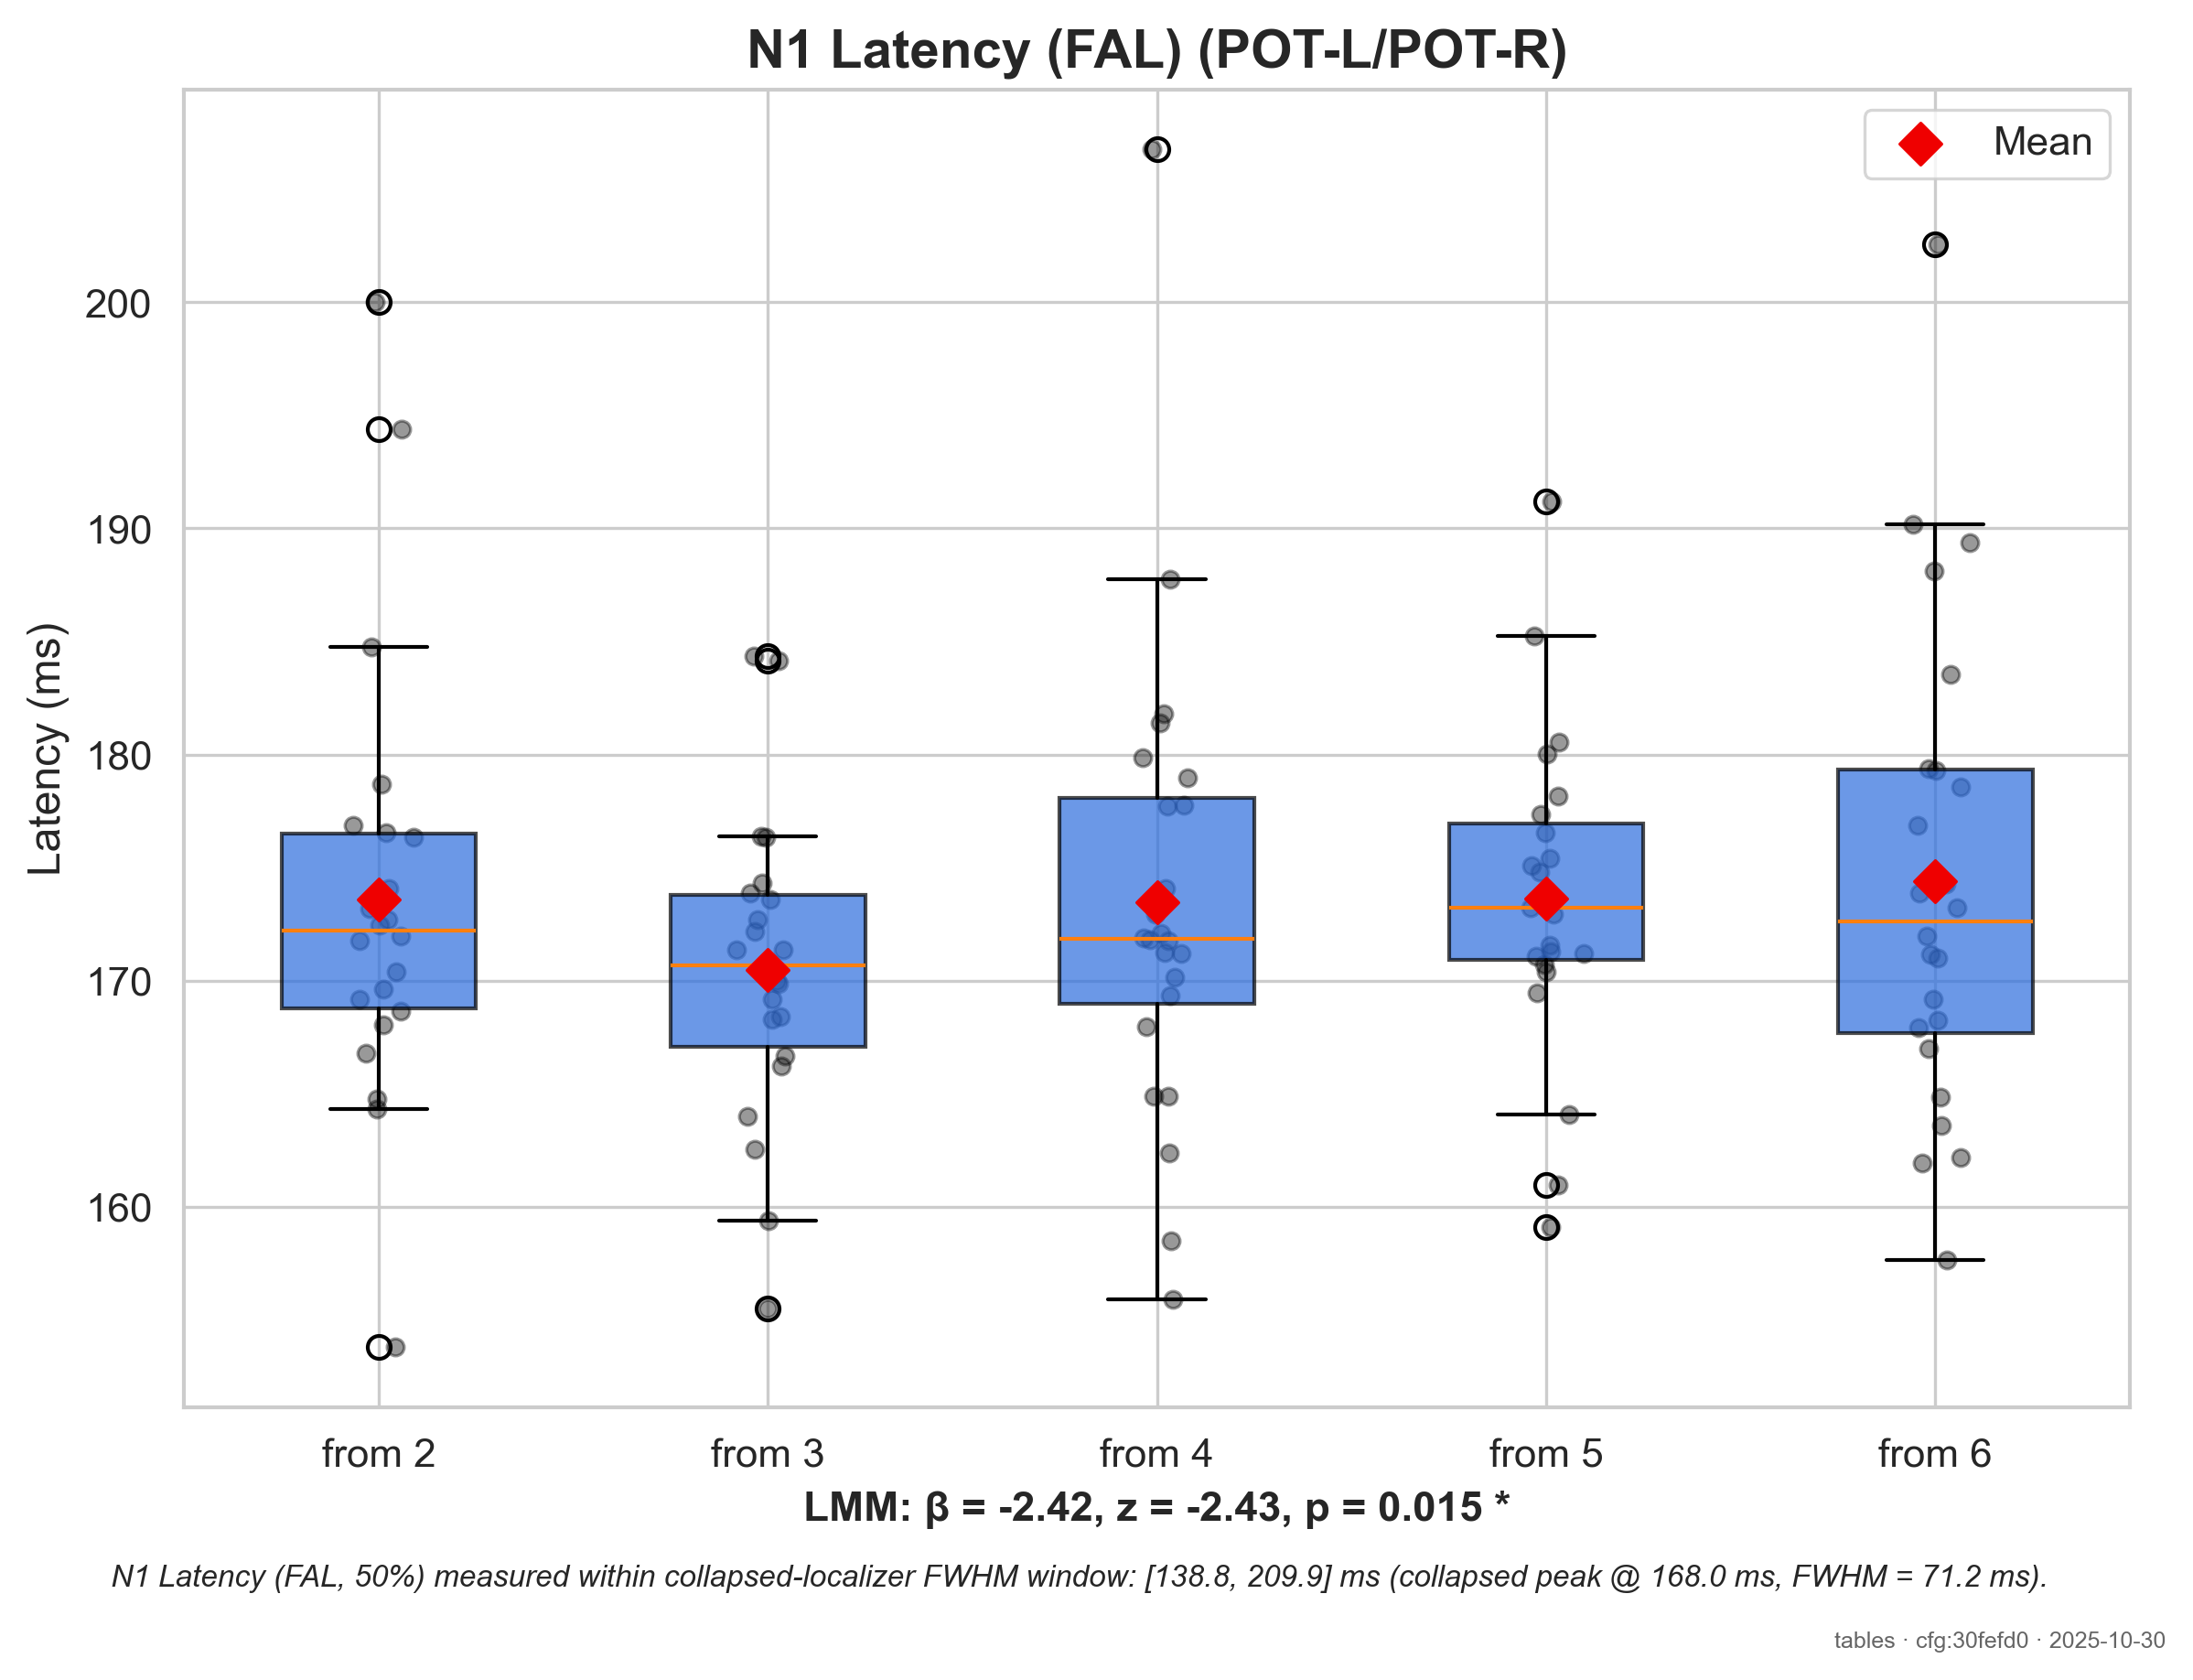 N1 Latency (FAL) (POT-L/POT-R)
Mean
Latency (ms)
200
190
180
170
160
from 2 from 3 from 4 from 5 from 6
LMM: β = -2.42, z = -2.43, p = 0.015 *
N1 Latency (FAL, 50%) measured within collapsed-localizer FWHM window: [138.8, 209.9] ms (collapsed peak @ 168.0 ms, FWHM = 71.2 ms).
tables · cfg:30fefd0 · 2025-10-30